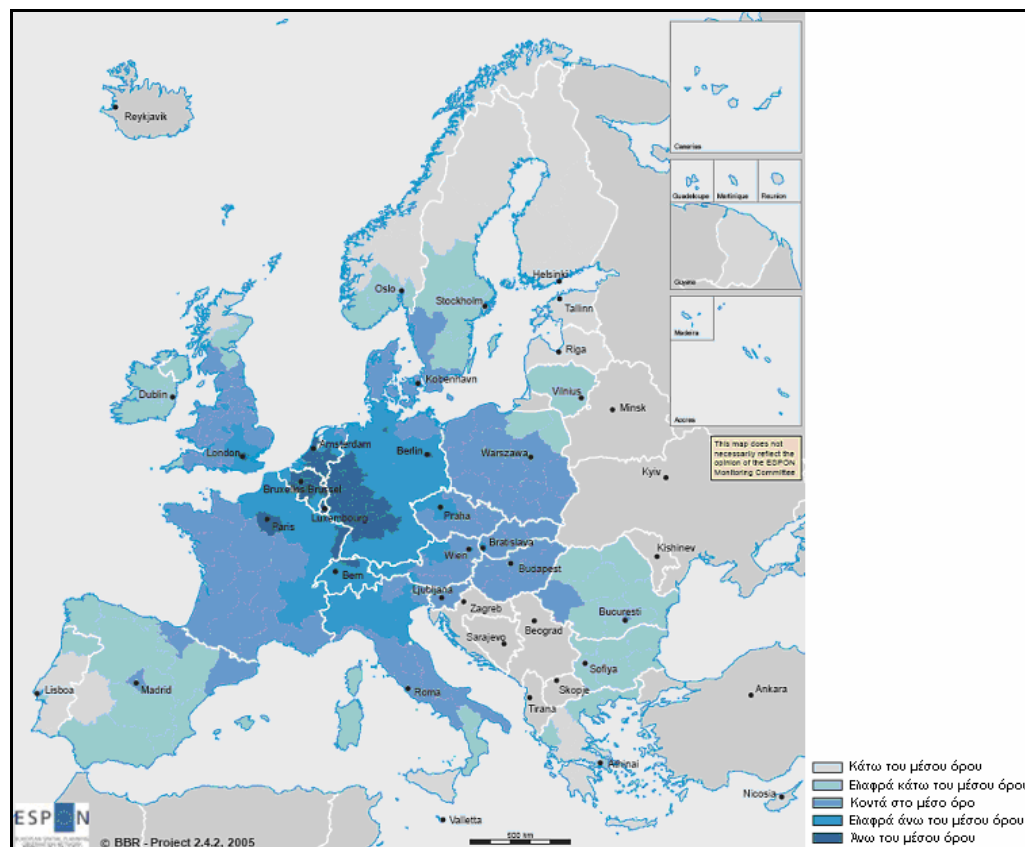 Reykjavik
Canarias
Guadeloupe
Martinique
Reunion
Guyane
Madeira
Acores
Helsinki
Oslo
Stockholm
Tallinn
Riga
København
Vilnius
Minsk
Dublin
Amsterdam
Berlin
London
Warszawa
This map does not
necessarily reflect the
opinion of the ESPON
Monitoring Committee
Bruxelles Brussel
Kyiv
Luxembourg
Praha
Paris
Bratislava
Wien
Kishinev
Bern
Budapest
Ljubljana
Zagreb
Bucuresti
Beograd
Sarajevo
Sofiya
Lisboa
Madrid
Roma
Skopje
Ankara
Tirana
Athinai
Nicosia
Valletta
ESPON
© BBR - Project 2.4.2, 2005
500 km
Κάτω του μέσου όρου
Ελαφρά κάτω του μέσου όρου
Κοντά στο μέσο όρο
Ελαφρά άνω του μέσου όρου
Άνω του μέσου όρου